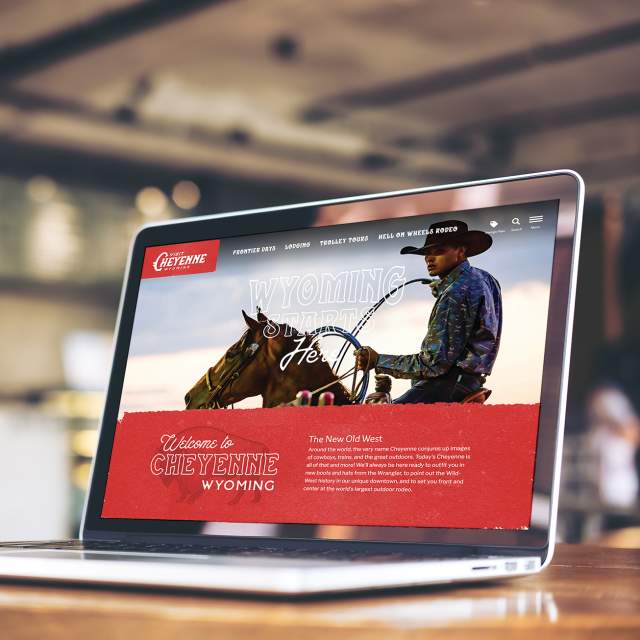 VISIT
CHEYENNE
WYOMING
FRONTIER DAYS
LODGING
TROLLEY TOURS
HELL ON WHEELS RODEO
Search
Menu
WYOMING
STARTS
Here
Welcome to
CHEYENNE
WYOMING
The New Old West
Around the world, the very name Cheyenne conjures up images
of cowboys, trains, and the great outdoors. Today's Cheyenne is
all of that and more! We'll always be here ready to outfit you in
new boots and hats from the Wrangler, to point out the Wild-
West history in our unique downtown, and to set you front and
center at the world's largest outdoor rodeo.